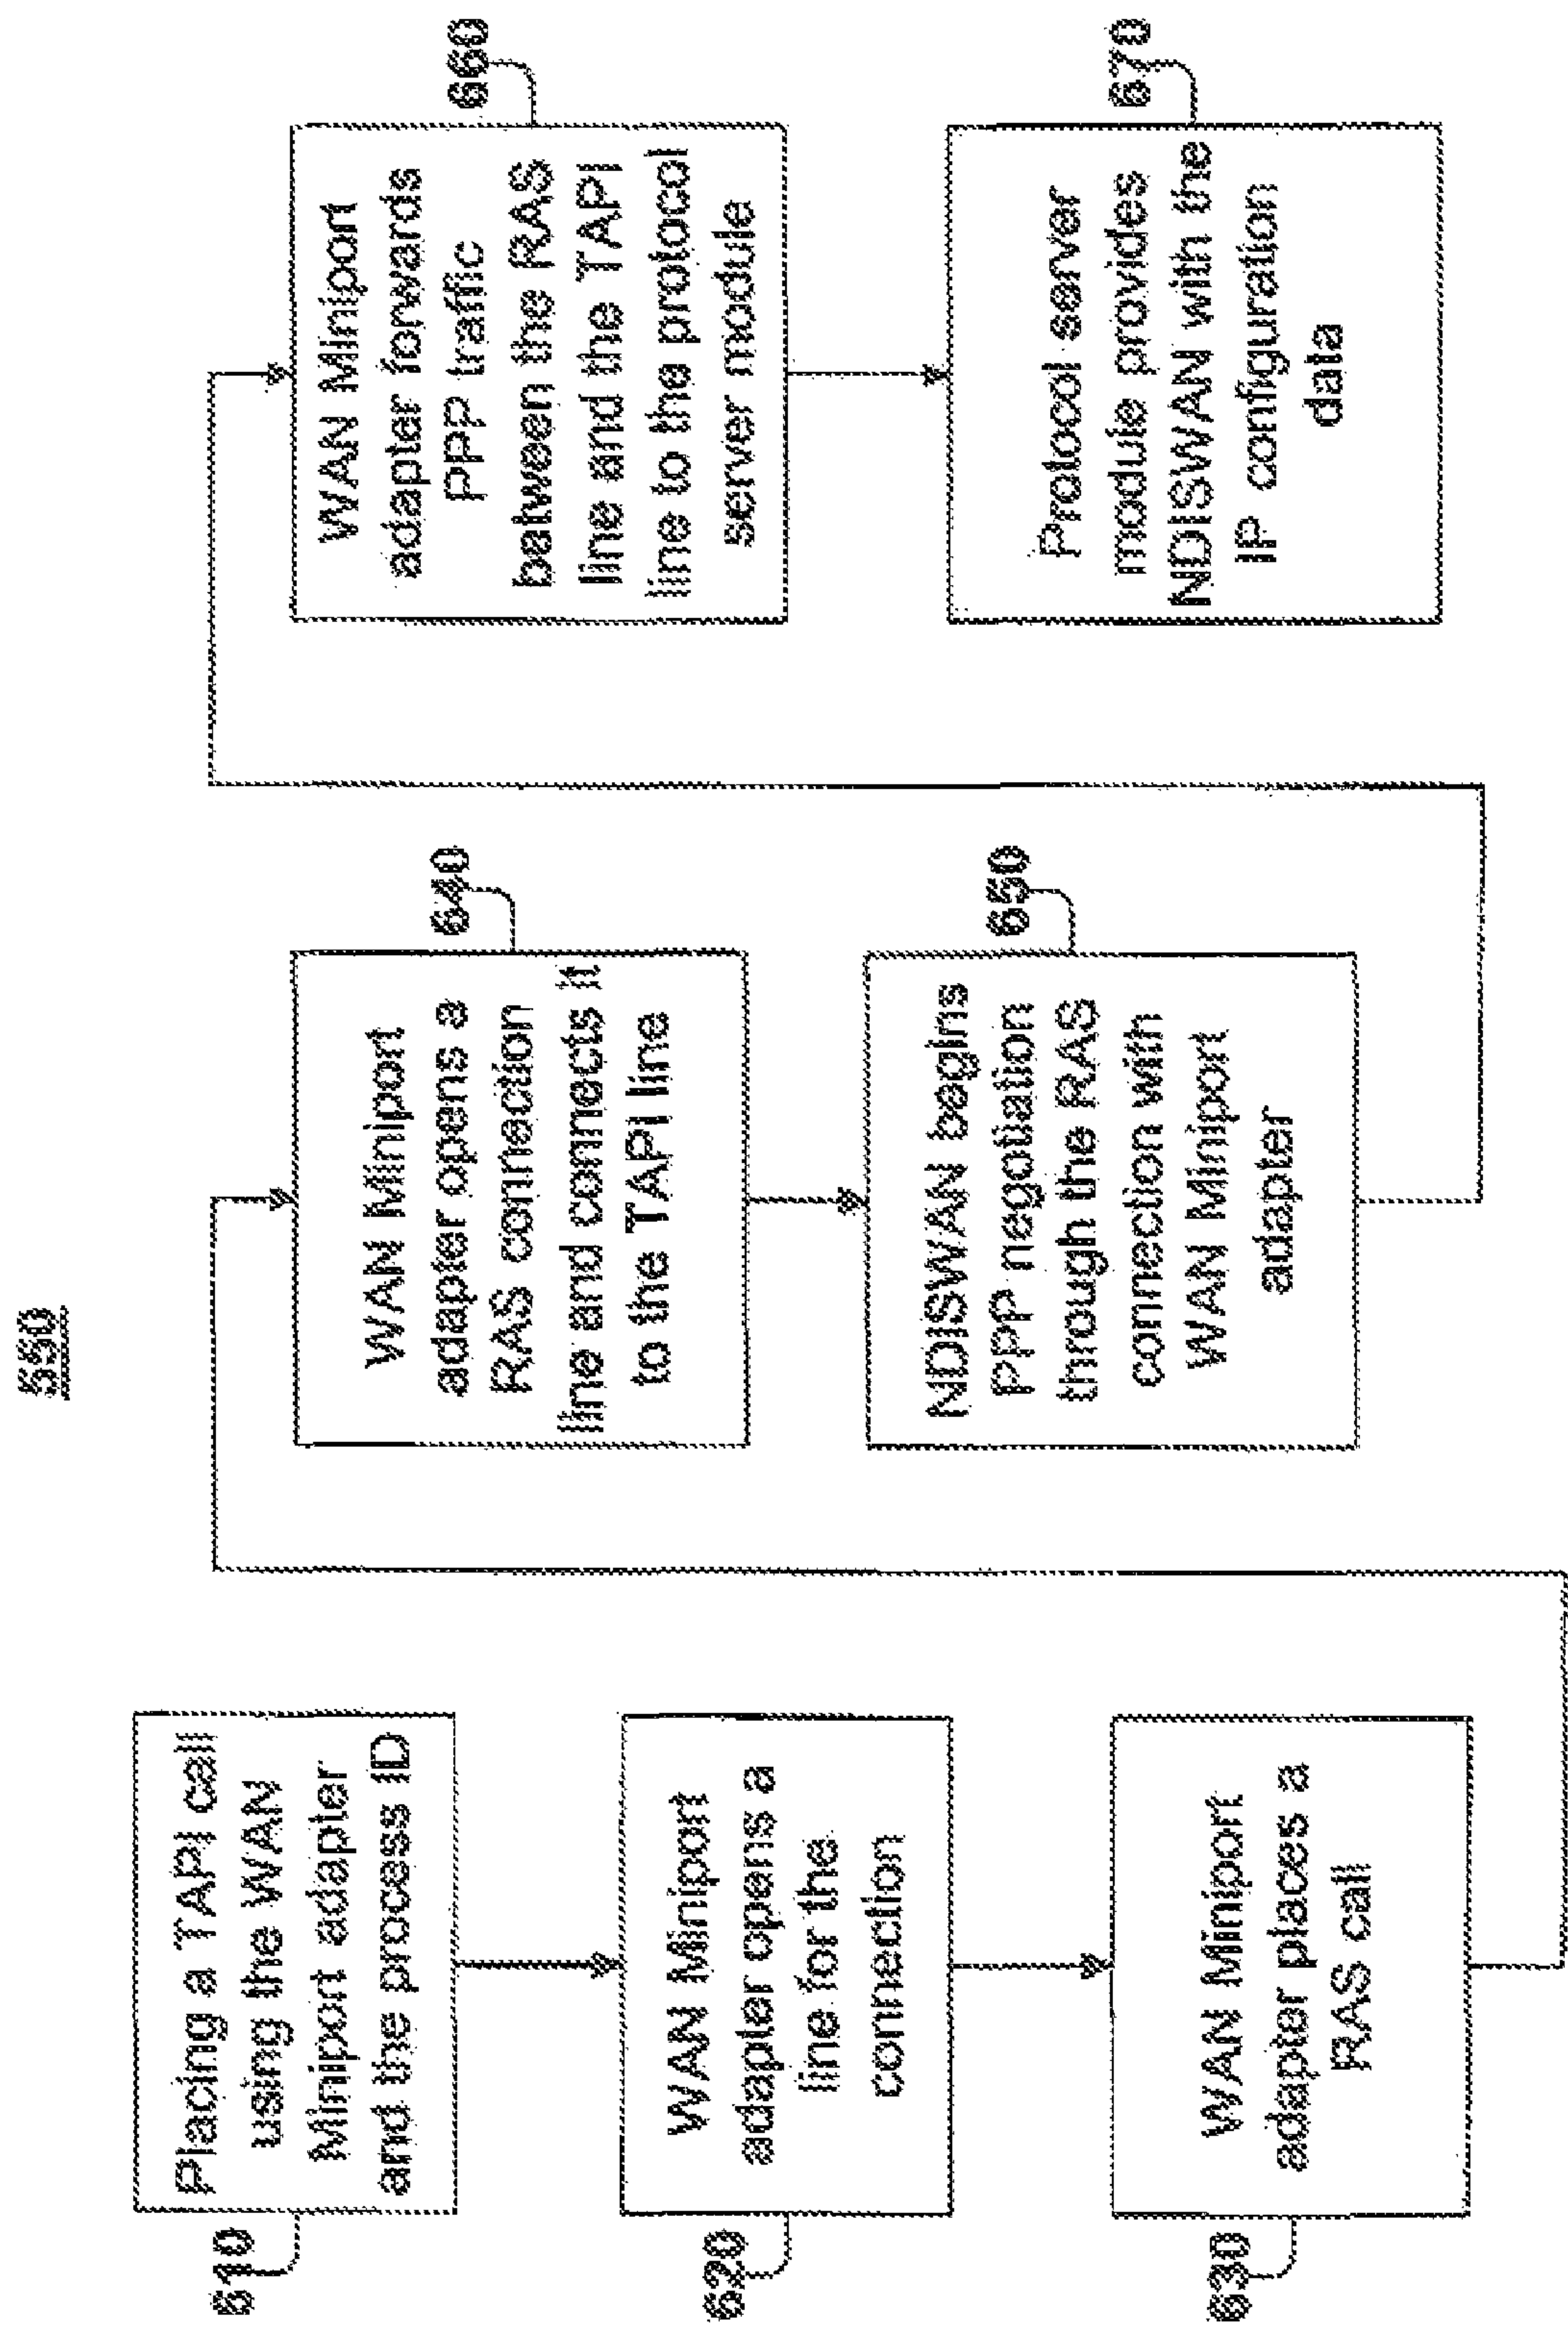 550
610
Placing a TAPI call
using the WAN
Miniport adapter
and the process ID
620
WAN Miniport
adapter opens a
line for the
connection
630
WAN Miniport
adapter places a
RAS call
640
WAN Miniport
adapter opens a
RAS connection
line and connects it
to the TAPI line
650
NDISWAN begins
PPP negotiation
through the RAS
connection with
WAN Miniport
adapter
660
WAN Miniport
adapter forwards
PPP traffic
between the RAS
line and the TAPI
line to the protocol
server module
670
Protocol server
module provides
NDISWAN with the
IP configuration
data